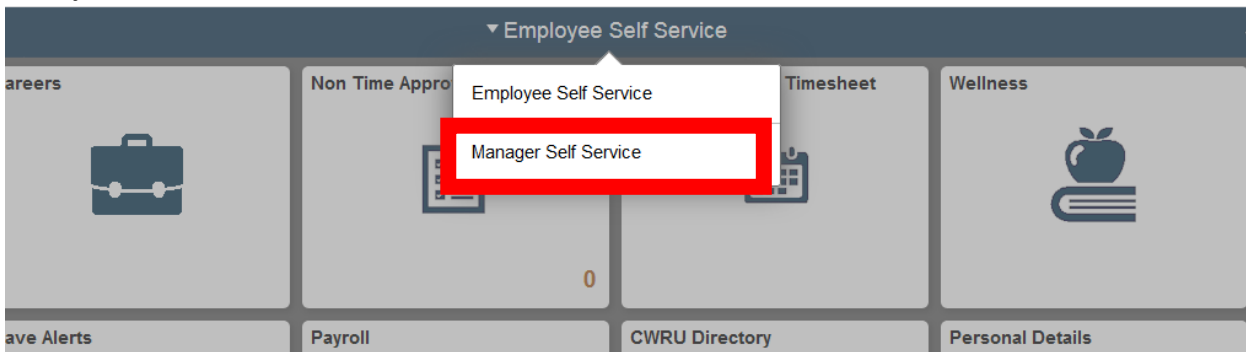 Employee Self Service
areers
Non Time Appro
Employee Self Service
Timesheet
Wellness
Manager Self Service
0
ave Alerts
Payroll
CWRU Directory
Personal Details